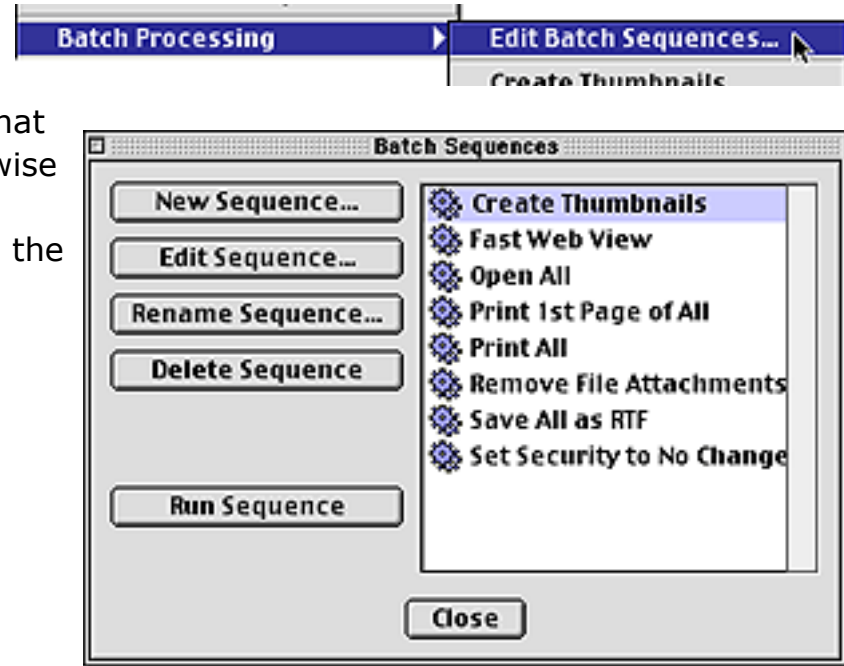 Batch Processing
Edit Batch Sequences...
Create Thumbnails
wise
the
Batch Sequences
New Sequence...
Edit Sequence...
Rename Sequence...
Delete Sequence
Run Sequence
Create Thumbnails
Fast Web View
Open All
Print 1st Page of All
Print All
Remove File Attachments
Save All as RTF
Set Security to No Change
Close